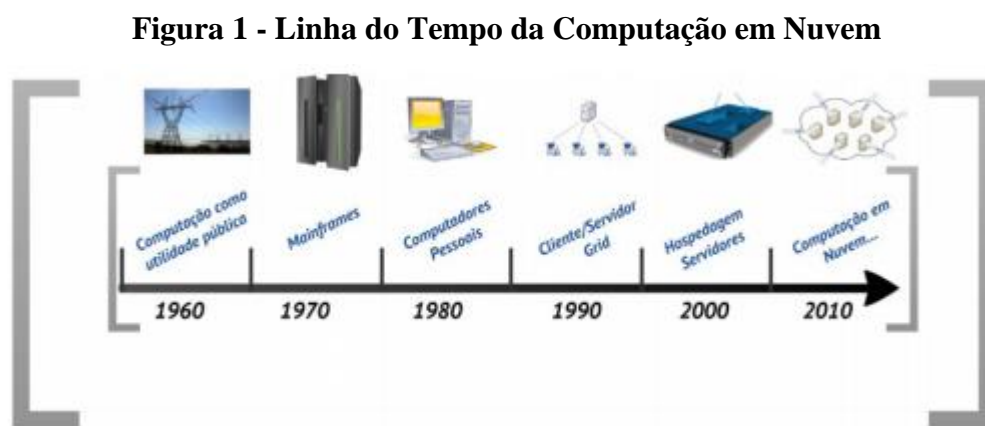 Figura 1 - Linha do Tempo da Computação em Nuvem
Computação como
utilidade pública
Mainframes
Computadores
Pessoais
Cliente/Servidor
Grid
Hospedagem
Servidores
Computação em
Nuvem...
1960
1970
1980
1990
2000
2010